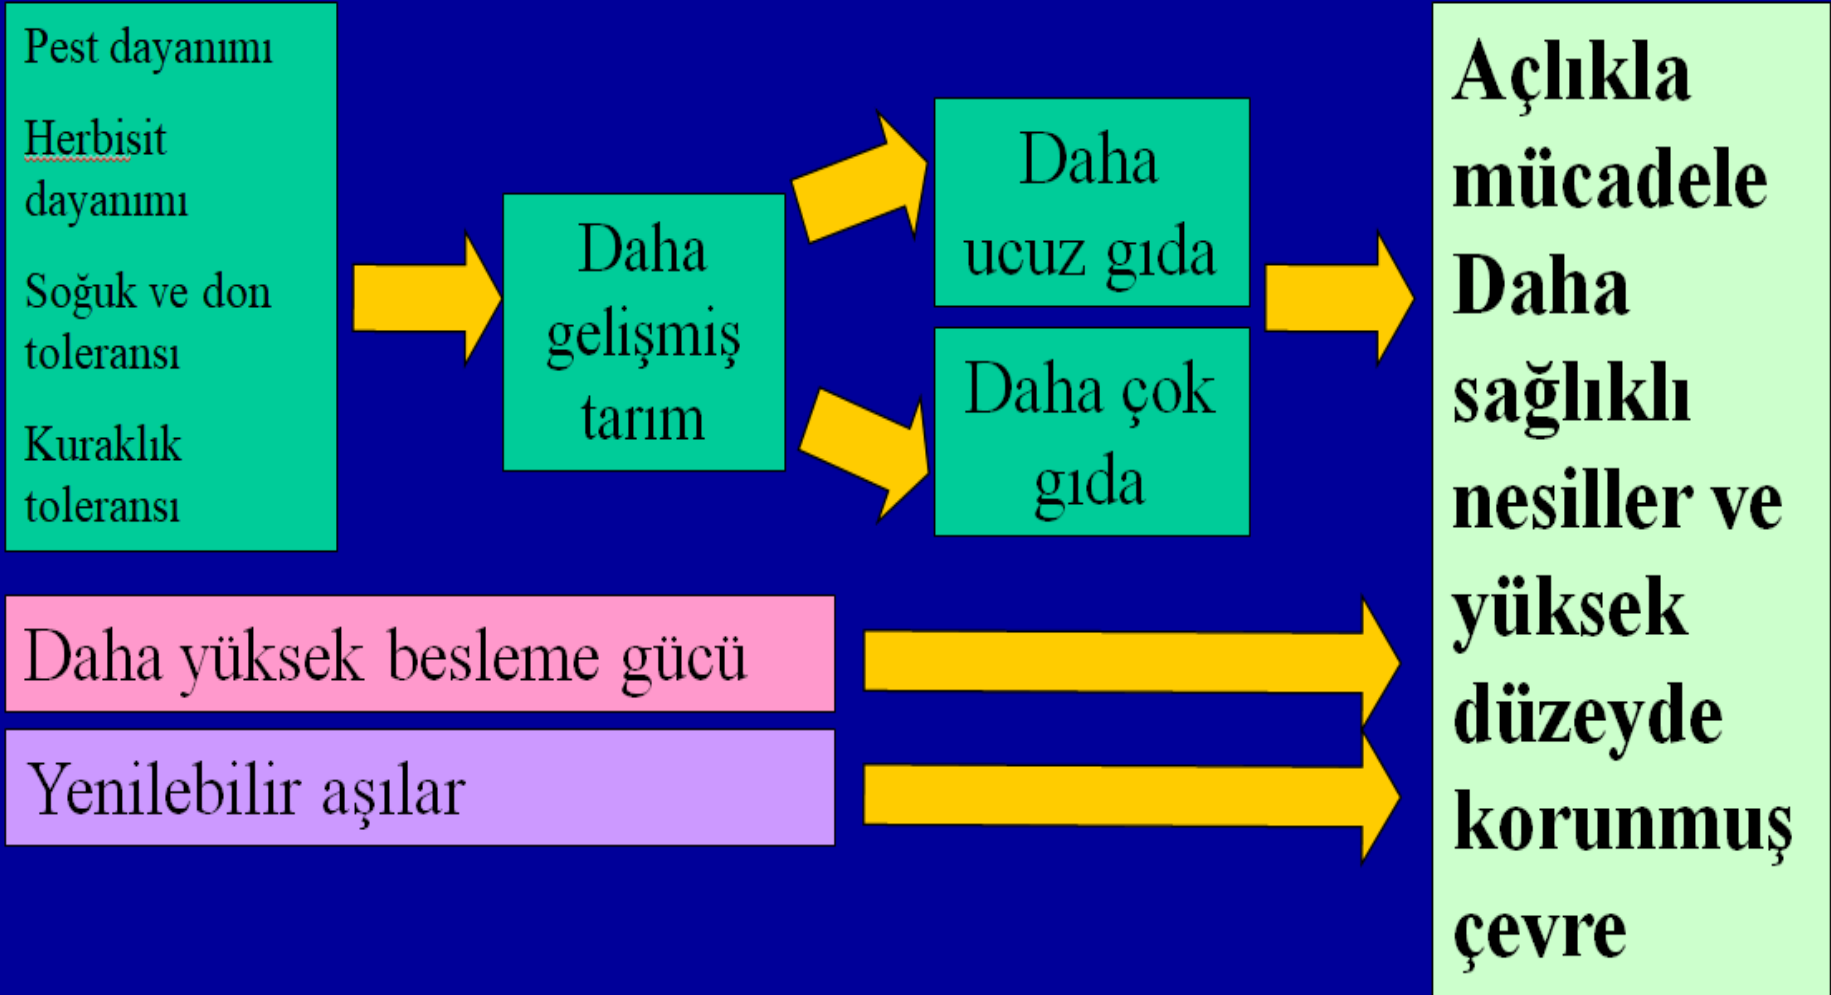 Pest dayanımı
Herbisit
dayanımı
Soğuk ve don
toleransı
Kuraklık
toleransı
Daha
gelişmiş
tarım
Daha
ucuz gıda
Daha çok
gıda
Daha yüksek besleme gücü
Yenilebilir aşılar
Açlıkla
mücadele
Daha
sağlıklı
nesiller ve
yüksek
düzeyde
korunmuş
çevre